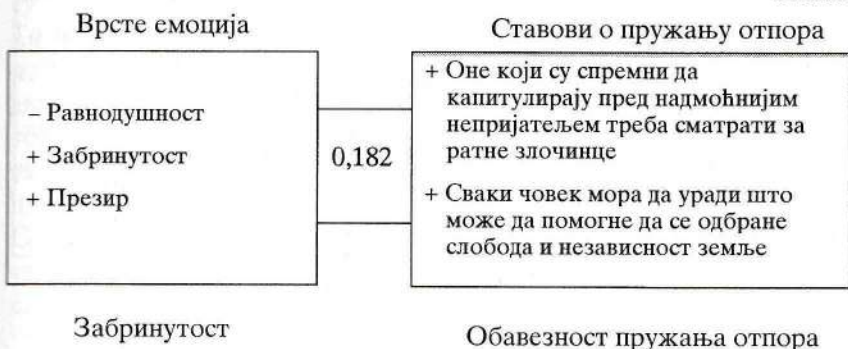 Врсте емоција
Ставови о пружању отпора
– Равнодушност
+ Забринутост
+ Презир
0,182
+ Оне који су спремни да
капитулирају пред надмоћнијим
непријатељем треба сматрати за
ратне злочинце
+ Сваки човек мора да уради што
може да помогне да се одбране
слобода и независност земље
Забринутост
Обавезност пружања отпора